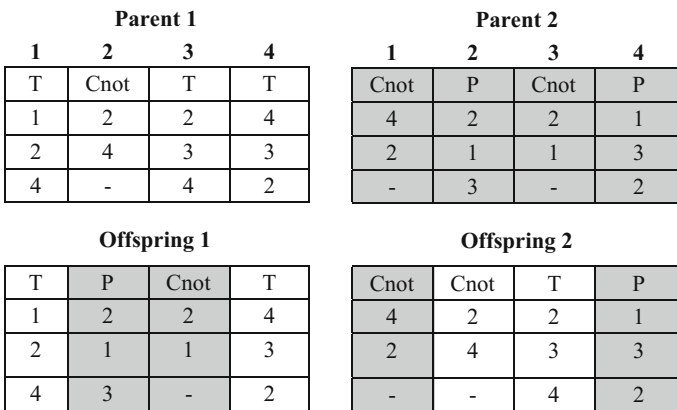 Parent 1
1 2 3 4
T Cnot T T
1 2 2 4
2 4 3 3
4 - 4 2
Parent 2
1 2 3 4
Cnot P Cnot P
4 2 2 1
2 1 1 3
- 3 - 2
Offspring 1
T P Cnot T
1 2 2 4
2 1 1 3
4 3 - 2
Offspring 2
Cnot Cnot T P
4 2 2 1
2 4 3 3
- - 4 2